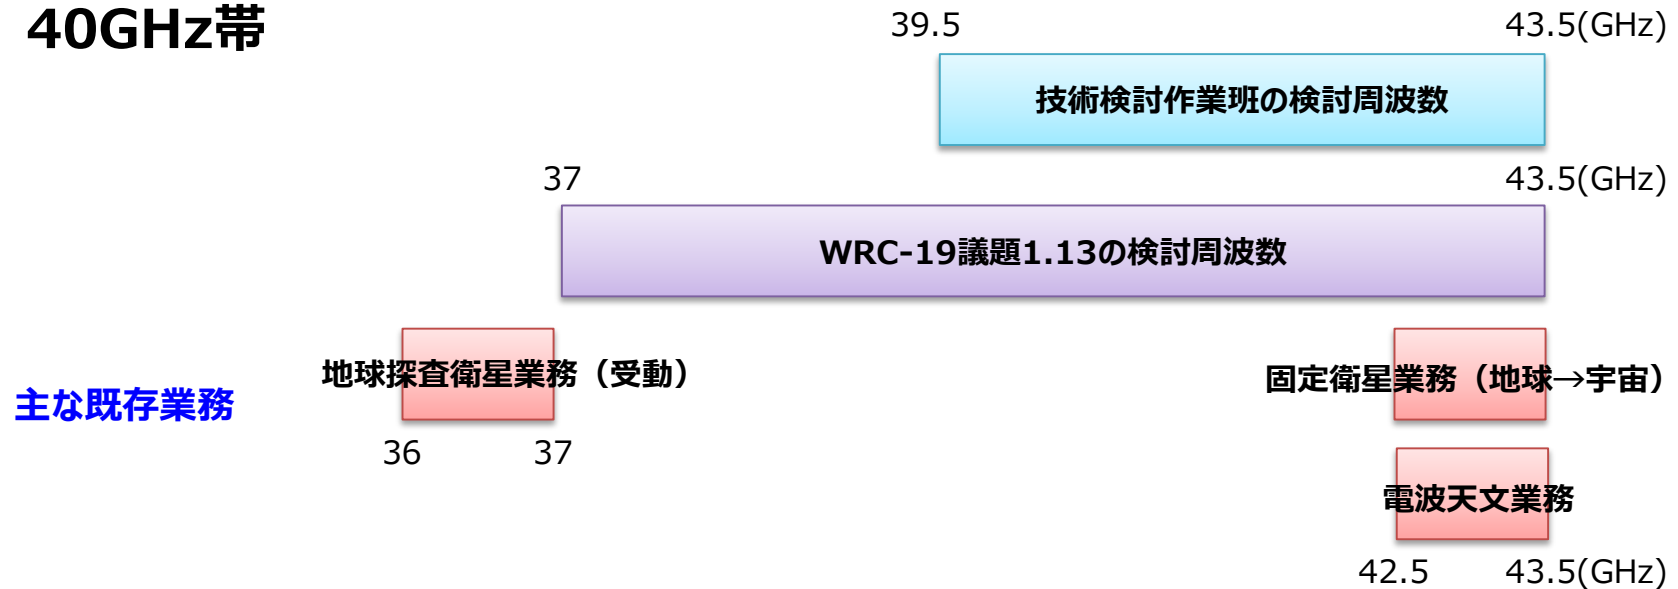 40GHz帯
39.5
43.5(GHz)
技術検討作業班の検討周波数
37
43.5(GHz)
WRC-19議題1.13の検討周波数
地球探査衛星業務（受動）
固定衛星業務（地球→宇宙）
主な既存業務
36
37
電波天文業務
42.5
43.5(GHz)